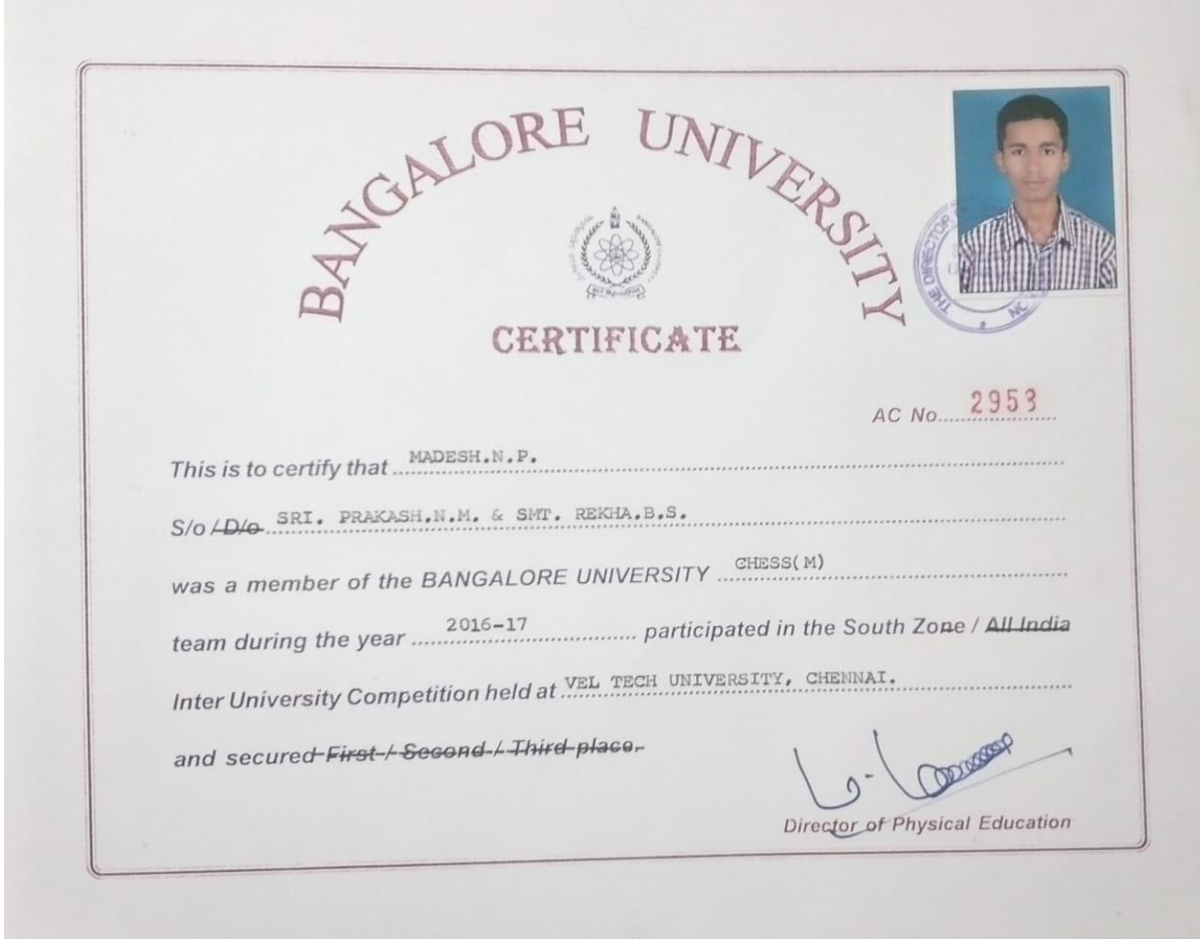 BANGALORE UNIVERSITY
CERTIFICATE
AC No. 2953
This is to certify that MADESH.N.P.
S/o / D/o SRI. PRAKASH.N.M. & SMT. REKHA.B.S.
was a member of the BANGALORE UNIVERSITY CHESS(M)
team during the year 2016-17 participated in the South Zone / All India
Inter University Competition held at VEL TECH UNIVERSITY, CHENNAI.
and secured First / Second / Third place.
Director of Physical Education
THE DIRECTOR